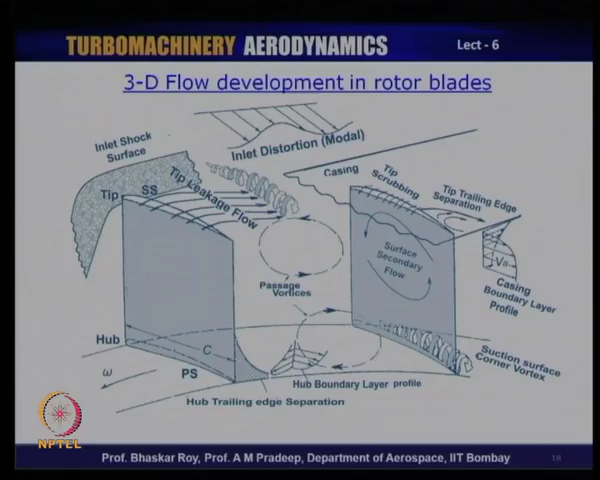 TURBOMACHINERY AERODYNAMICS
Lect - 6
3-D Flow development in rotor blades
Inlet Shock
Surface
Inlet Distortion (Modal)
Tip
SS
Tip Leakage Flow
Casing
Tip
Scrubbing
Tip Trailing Edge
Separation
Surface
Secondary
Flow
Va
Casing
Boundary Layer
Profile
Passage
Vortices
Hub
C
ω
PS
Hub Boundary Layer profile
Suction surface
Corner Vortex
Hub Trailing edge Separation
NPTEL
Prof. Bhaskar Roy, Prof. A M Pradeep, Department of Aerospace, IIT Bombay
18